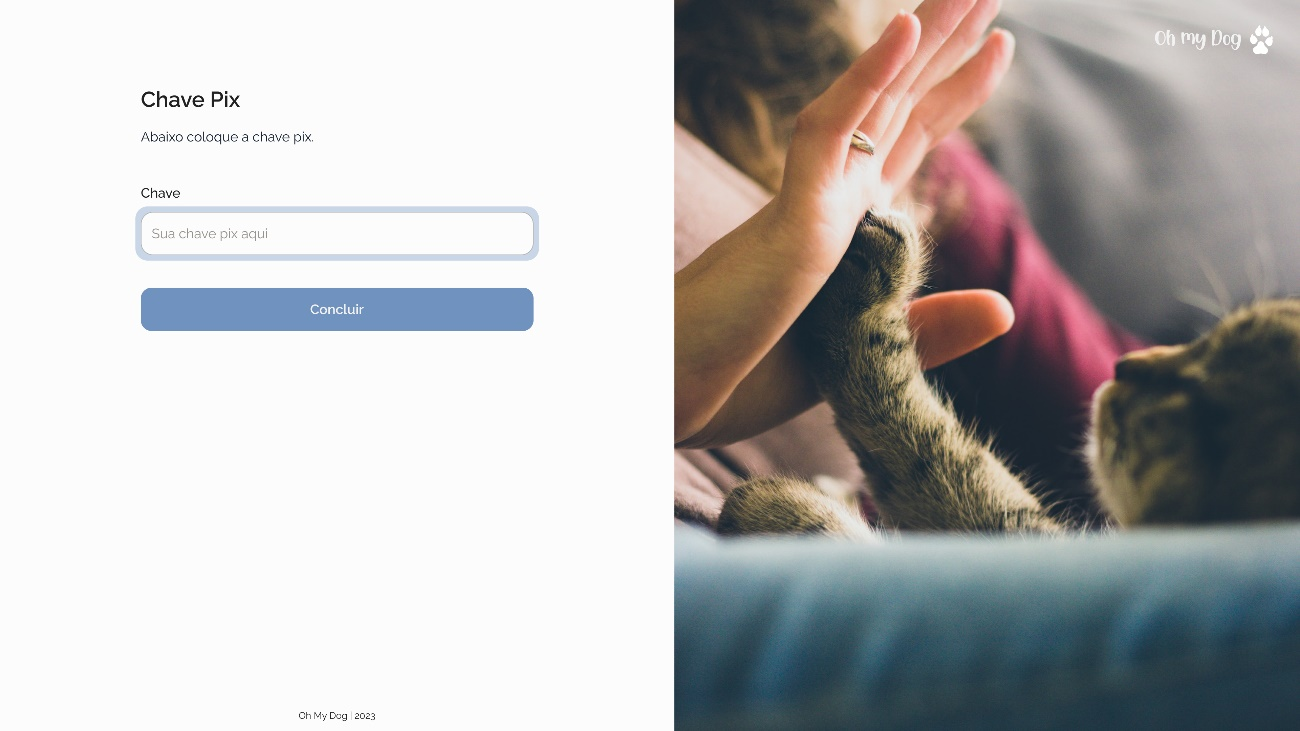 Chave Pix
Abaixo coloque a chave pix.
Chave
Sua chave pix aqui
Concluir
Oh My Dog | 2023
Oh my Dog